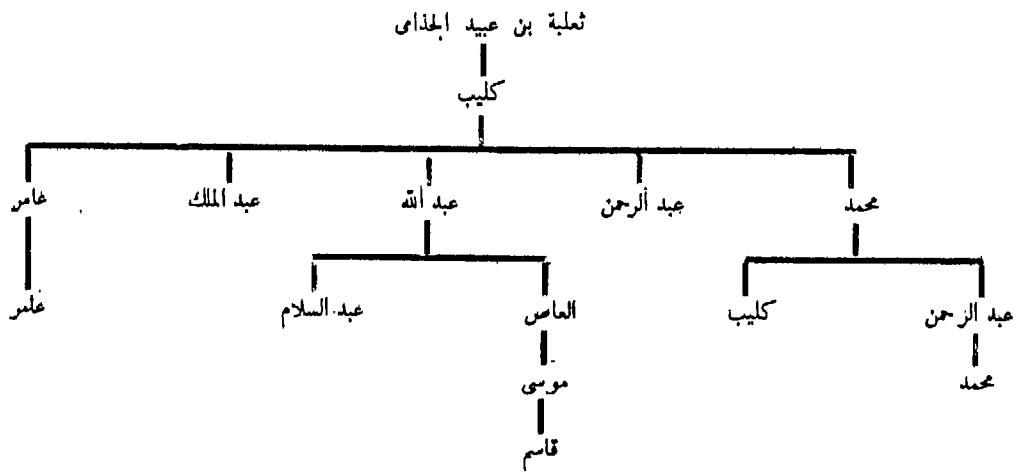 ثعلبة بن عبيد الجذامى
كليب
محمد عبد الرحمن عبد الله عبد الملك عامر
عبد الرحمن كليب العاص عبد السلام عامر
محمد موسى
قاسم